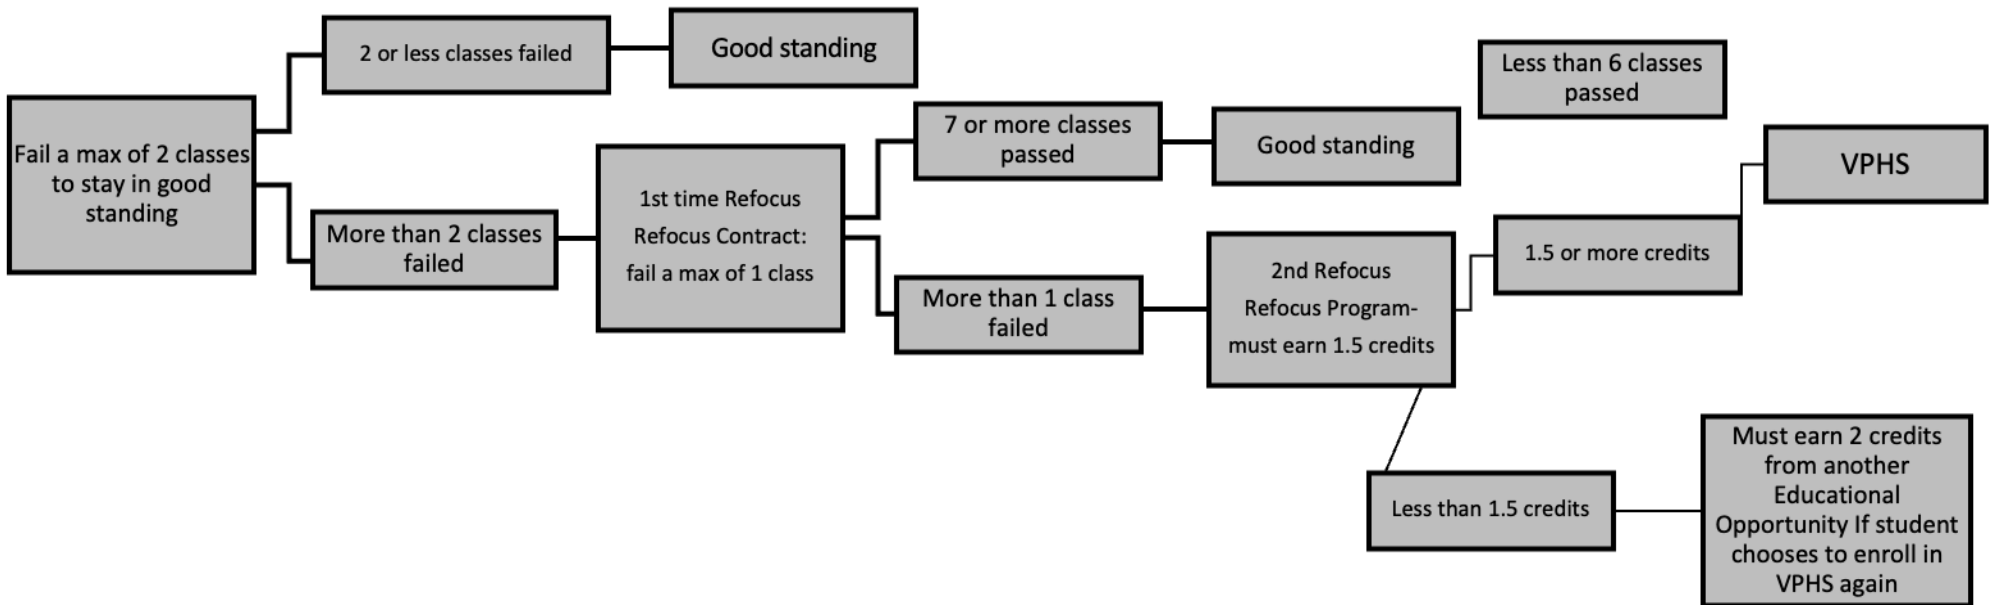 Fail a max of 2 classes
to stay in good
standing
2 or less classes failed
Good standing
More than 2 classes
failed
1st time Refocus
Refocus Contract:
fail a max of 1 class
7 or more classes
passed
Good standing
More than 1 class
failed
2nd Refocus
Refocus Program-
must earn 1.5 credits
Less than 6 classes
passed
1.5 or more credits
VPHS
Less than 1.5 credits
Must earn 2 credits
from another
Educational
Opportunity If student
chooses to enroll in
VPHS again